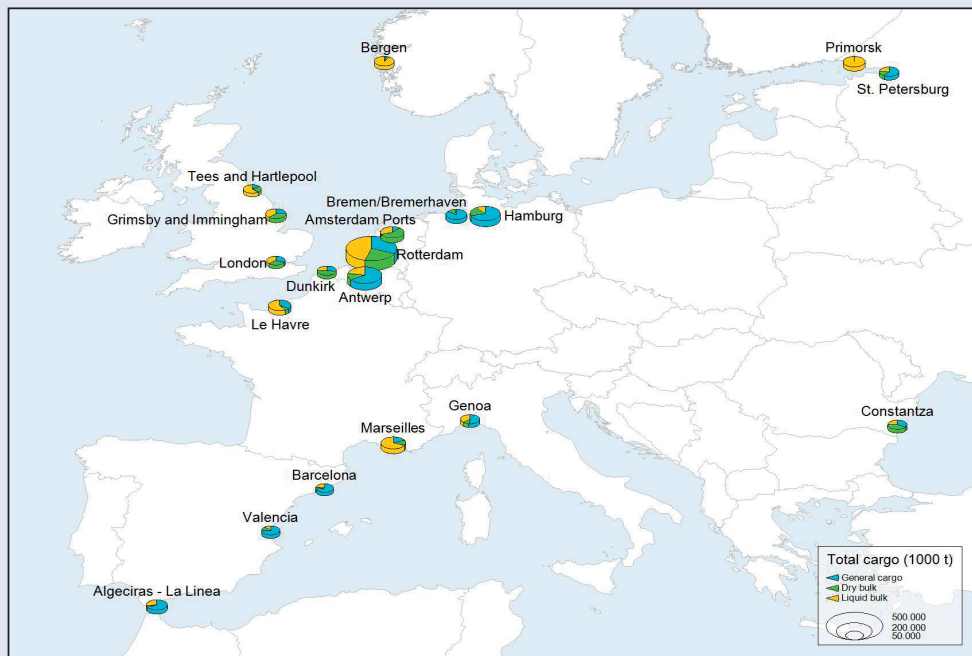 Bergen
Primorsk
St. Petersburg
Tees and Hartlepool
Bremen/Bremerhaven
Grimsby and Immingham
Amsterdam Ports
Hamburg
Rotterdam
London
Dunkirk
Antwerp
Le Havre
Genoa
Constantza
Marseilles
Barcelona
Valencia
Algeciras - La Linea
Total cargo (1000 t)
General cargo
Dry bulk
Liquid bulk
500.000
200.000
50.000